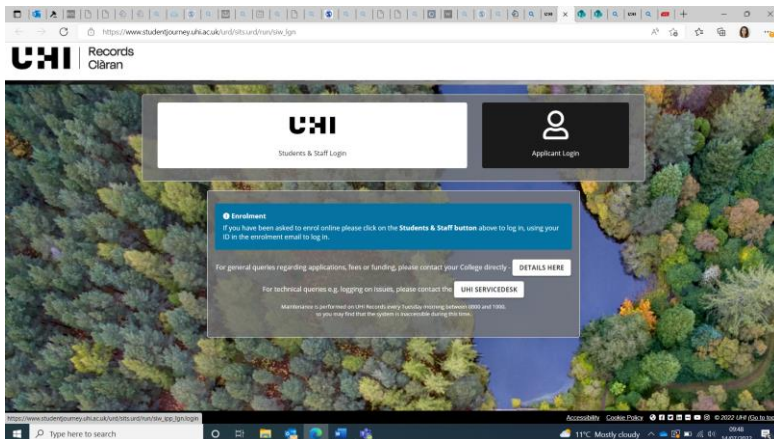 https://www.studentjourney.uhi.ac.uk/urd/sits.urd/run/siw_lgn
UHI
Records
Clàran
UHI
Students & Staff Login
Applicant Login
Enrolment
If you have been asked to enrol online please click on the Students & Staff button above to log in, using your
ID in the enrolment email to log in.
For general queries regarding applications, fees or funding, please contact your College directly - DETAILS HERE
For technical queries e.g. logging on issues, please contact the UHI SERVICEDESK
Maintenance is performed on UHI Records every Tuesday morning between 0800 and 1000,
so you may find that the system is inaccessible during this time.
https://www.studentjourney.uhi.ac.uk/urd/sits.urd/run/siw_ipp_lgn.login
Accessibility Cookie Policy © 2022 UHI (Go to top
Type here to search
11°C Mostly cloudy
09:48
14/07/2022